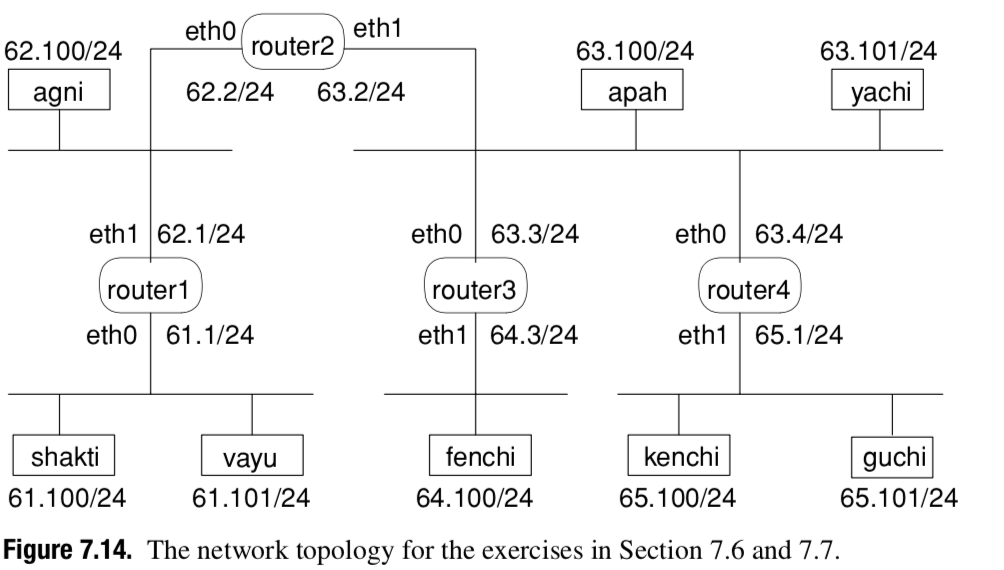 eth0 router2 eth1
62.100/24 63.100/24 63.101/24
agni 62.2/24 63.2/24 apah yachi
eth1 62.1/24 eth0 63.3/24 eth0 63.4/24
router1 router3 router4
eth0 61.1/24 eth1 64.3/24 eth1 65.1/24
shakti vayu fenchi kenchi guchi
61.100/24 61.101/24 64.100/24 65.100/24 65.101/24
Figure 7.14. The network topology for the exercises in Section 7.6 and 7.7.